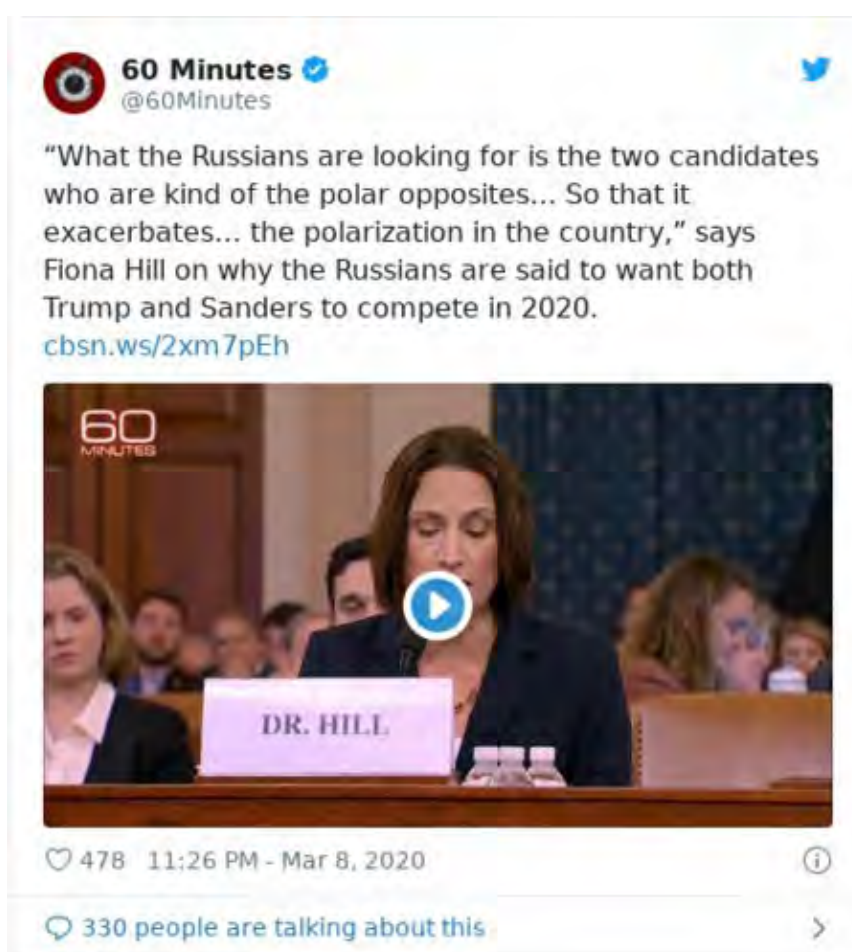 60 Minutes
@60Minutes
“What the Russians are looking for is the two candidates
who are kind of the polar opposites... So that it
exacerbates... the polarization in the country,” says
Fiona Hill on why the Russians are said to want both
Trump and Sanders to compete in 2020.
cbsn.ws/2xm7pEh
60
MINUTES
DR. HILL
478 11:26 PM - Mar 8, 2020
330 people are talking about this